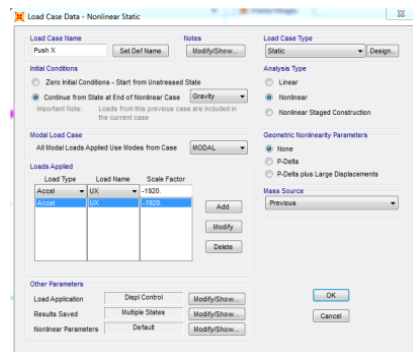 Load Case Data - Nonlinear Static
Load Case Name
Push X
Set Def Name
Notes
Modify/Show...
Load Case Type
Static
Design...
Initial Conditions
Zero Initial Conditions - Start from Unstressed State
Continue from State at End of Nonlinear Case
Gravity
Important Note: Loads from this previous case are included in
the current case
Analysis Type
Linear
Nonlinear
Nonlinear Staged Construction
Modal Load Case
All Modal Loads Applied Use Modes from Case
MODAL
Geometric Nonlinearity Parameters
None
P-Delta
P-Delta plus Large Displacements
Mass Source
Previous
Loads Applied
Load Type Load Name Scale Factor
Accel UX -1920.
Accel UX -1920.
Add
Modify
Delete
Other Parameters
Load Application Displ Control Modify/Show...
Results Saved Multiple States Modify/Show...
Nonlinear Parameters Default Modify/Show...
OK
Cancel